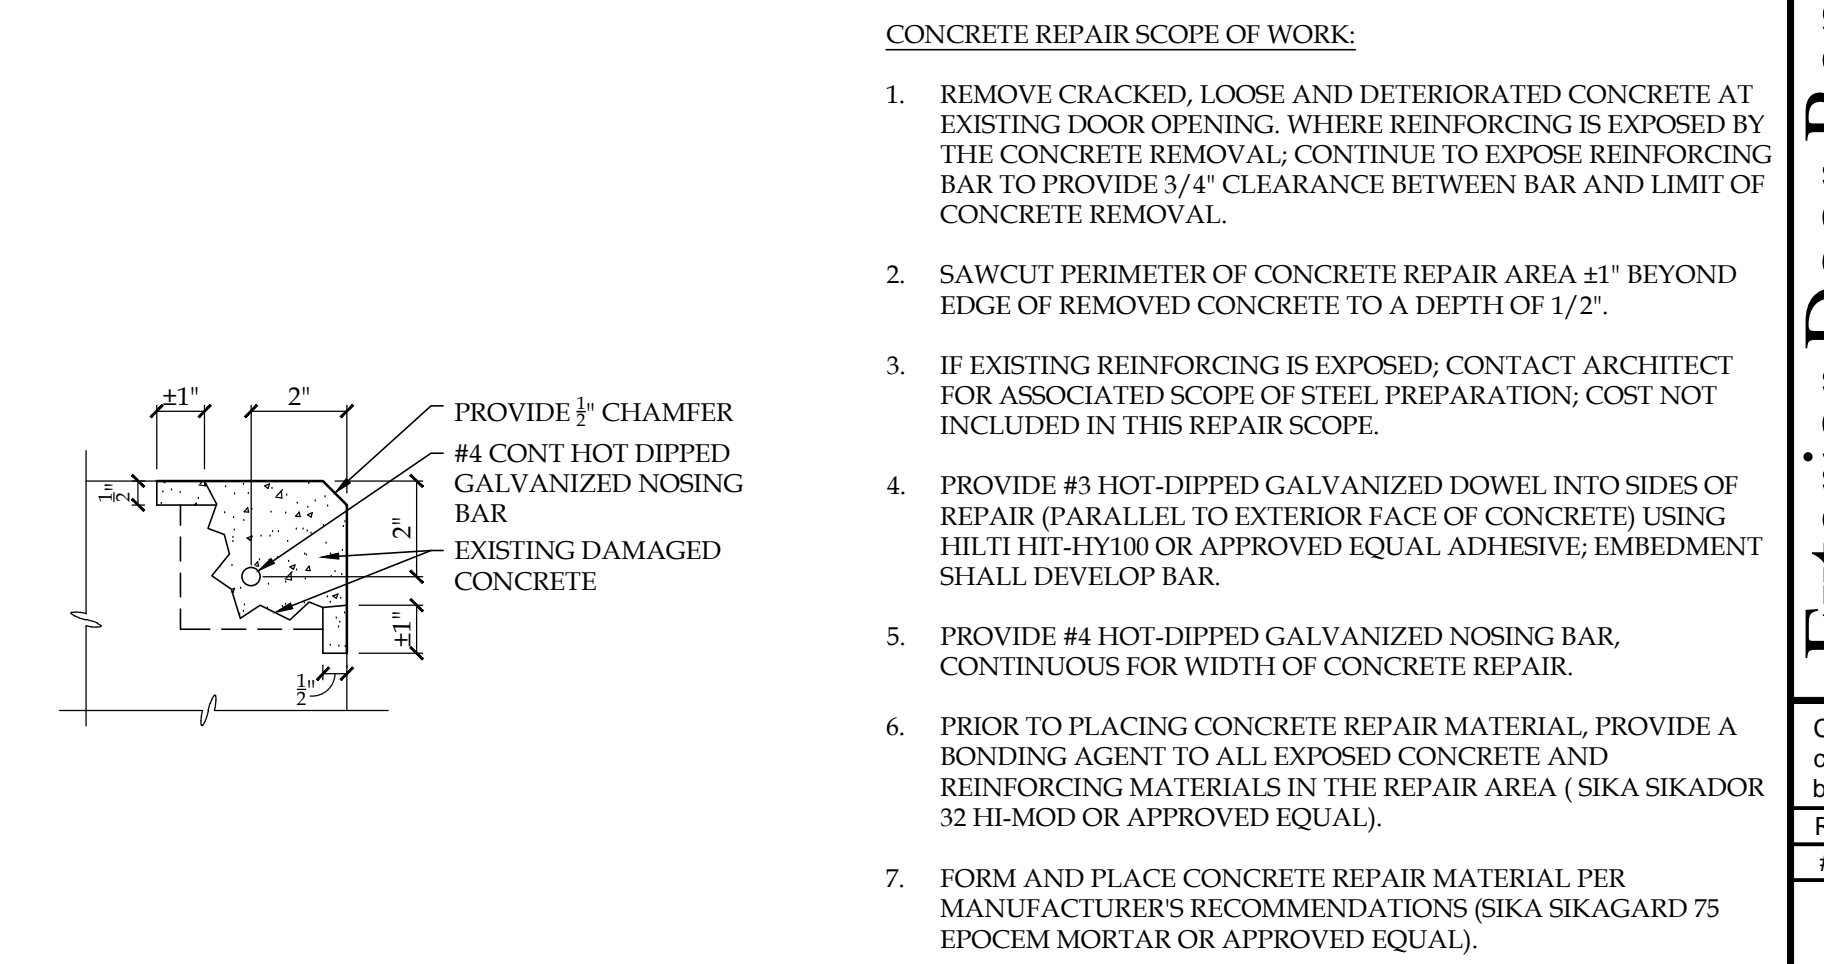 CONCRETE REPAIR SCOPE OF WORK:
1. REMOVE CRACKED, LOOSE AND DETERIORATED CONCRETE AT
EXISTING DOOR OPENING. WHERE REINFORCING IS EXPOSED BY
THE CONCRETE REMOVAL; CONTINUE TO EXPOSE REINFORCING
BAR TO PROVIDE 3/4" CLEARANCE BETWEEN BAR AND LIMIT OF
CONCRETE REMOVAL.
2. SAWCUT PERIMETER OF CONCRETE REPAIR AREA ±1" BEYOND
EDGE OF REMOVED CONCRETE TO A DEPTH OF 1/2".
3. IF EXISTING REINFORCING IS EXPOSED; CONTACT ARCHITECT
FOR ASSOCIATED SCOPE OF STEEL PREPARATION; COST NOT
INCLUDED IN THIS REPAIR SCOPE.
4. PROVIDE #3 HOT-DIPPED GALVANIZED DOWEL INTO SIDES OF
REPAIR (PARALLEL TO EXTERIOR FACE OF CONCRETE) USING
HILTI HIT-HY100 OR APPROVED EQUAL ADHESIVE; EMBEDMENT
SHALL DEVELOP BAR.
5. PROVIDE #4 HOT-DIPPED GALVANIZED NOSING BAR,
CONTINUOUS FOR WIDTH OF CONCRETE REPAIR.
6. PRIOR TO PLACING CONCRETE REPAIR MATERIAL, PROVIDE A
BONDING AGENT TO ALL EXPOSED CONCRETE AND
REINFORCING MATERIALS IN THE REPAIR AREA ( SIKA SIKADOR
32 HI-MOD OR APPROVED EQUAL).
7. FORM AND PLACE CONCRETE REPAIR MATERIAL PER
MANUFACTURER'S RECOMMENDATIONS (SIKA SIKAGARD 75
EPOCEM MORTAR OR APPROVED EQUAL).
±1"
2"
PROVIDE 1/2" CHAMFER
#4 CONT HOT DIPPED
GALVANIZED NOSING
BAR
EXISTING DAMAGED
CONCRETE
1/2"
2"
±1"
1/2"